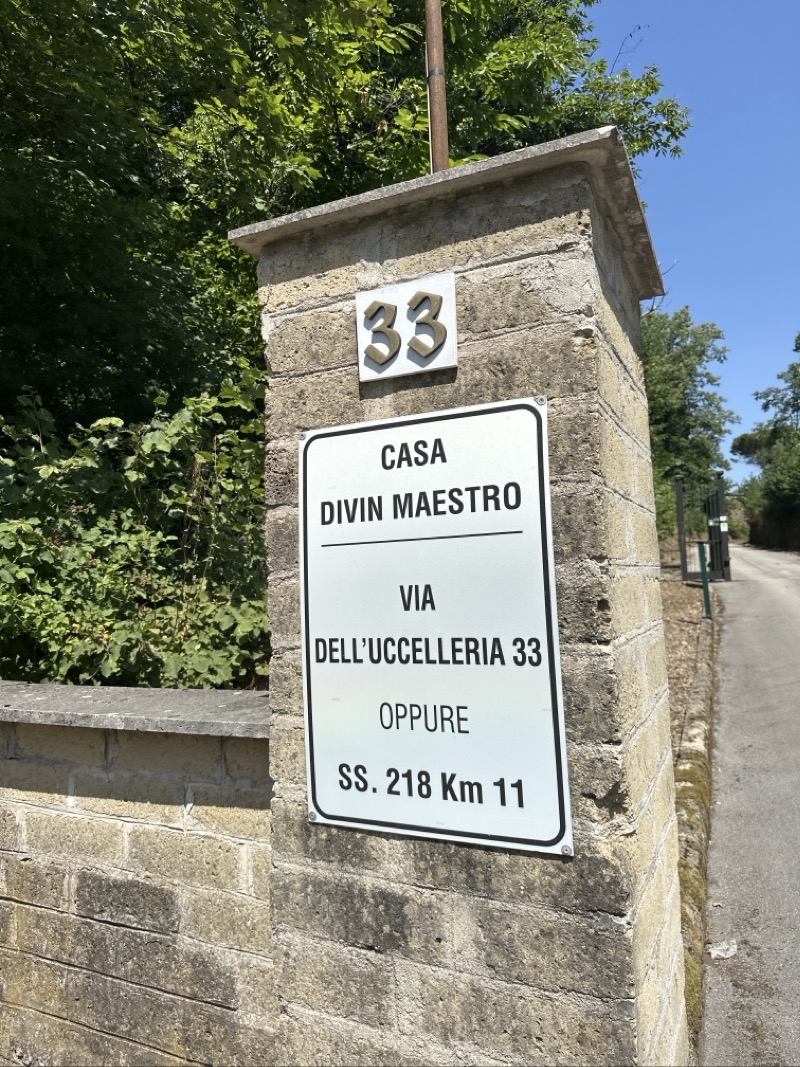 33
CASA
DIVIN MAESTRO
VIA
DELL'UCCELLERIA 33
OPPURE
SS. 218 Km 11